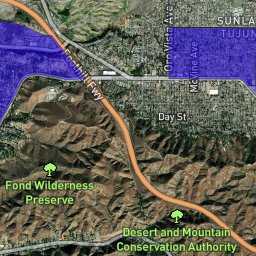 Oro Vista Ave
McVine Ave
SUNLA
TUJUN
Foothill Fwy
Day St
Fond Wilderness
Preserve
Desert and Mountain
Conservation Authority